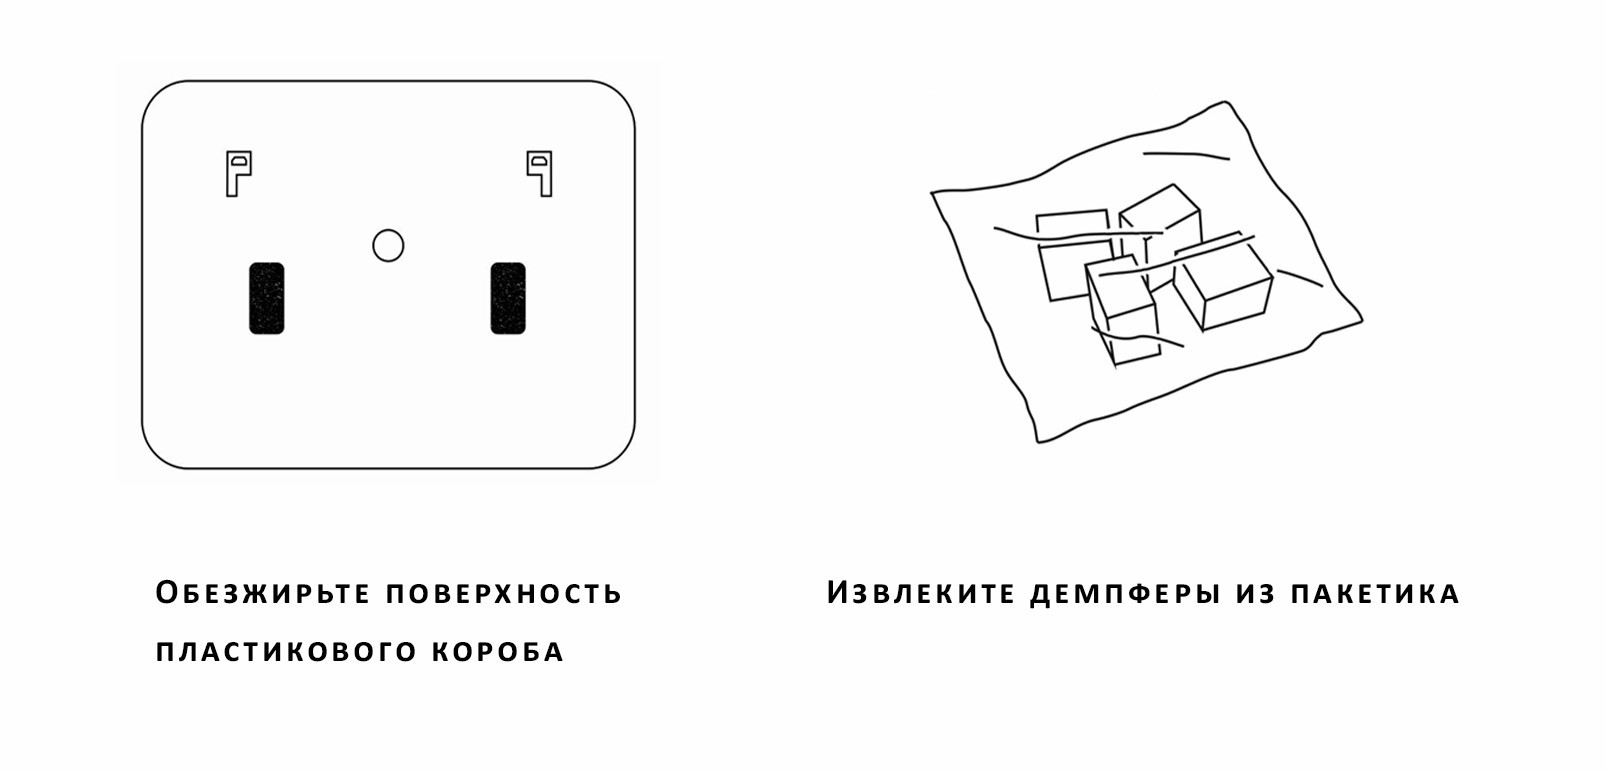 Обезжирьте поверхность
пластикового короба
Извлеките демпферы из пакетика